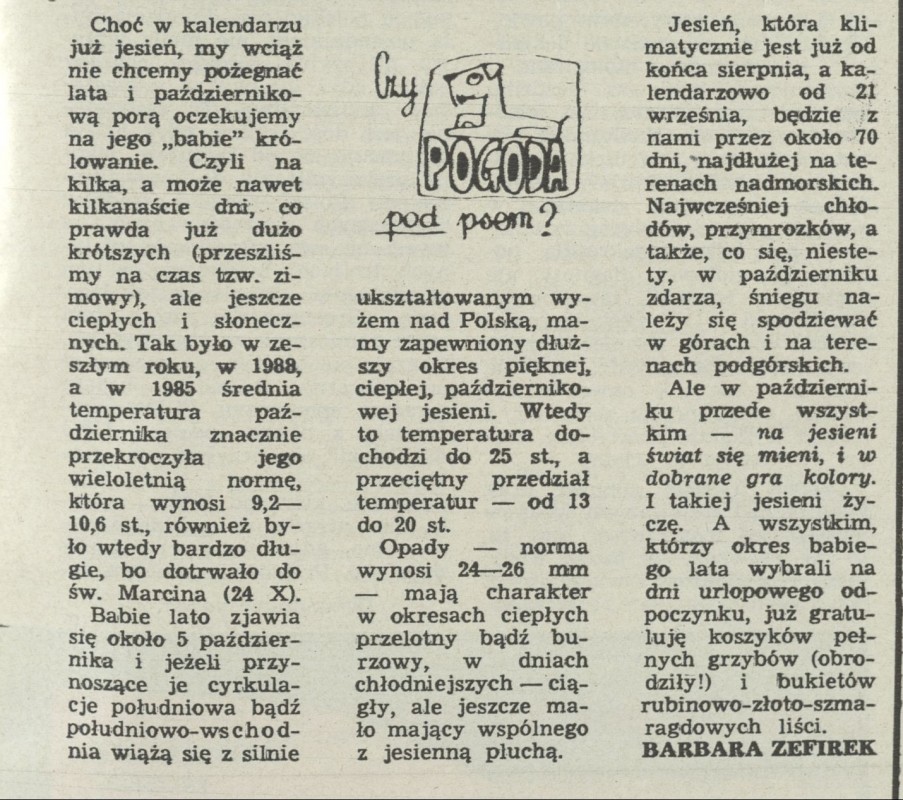 Choć w kalendarzu
już jesień, my wciąż
nie chcemy pożegnać
lata i październiko-
wą porą oczekujemy
na jego „babie” kró-
lowanie. Czyli na
kilka, a może nawet
kilkanaście dni, co
prawda już dużo
krótszych (przeszliś-
my na czas tzw. zi-
mowy), ale jeszcze
ciepłych i słonecz-
nych. Tak było w ze-
szłym roku, w 1988,
a w 1985 średnia
temperatura paź-
dziernika znacznie
przekroczyła jego
wieloletnią normę,
która wynosi 9,2—
10,6 st., również by-
ło wtedy bardzo dłu-
gie, bo dotrwało do
św. Marcina (24 X).
Babie lato zjawia
się około 5 paździer-
nika i jeżeli przy-
noszące je cyrkula-
cje południowa bądź
południowo-wschod-
nia wiążą się z silnie
Czy
POGODA
pod psem?
ukształtowanym wy-
żem nad Polską, ma-
my zapewniony dłuż-
szy okres pięknej,
ciepłej, październiko-
wej jesieni. Wtedy
to temperatura do-
chodzi do 25 st., a
przeciętny przedział
temperatur — od 13
do 20 st.
Opady — norma
wynosi 24—26 mm
— mają charakter
w okresach ciepłych
przelotny bądź bu-
rzowy, w dniach
chłodniejszych — cią-
gły, ale jeszcze ma-
ło mający wspólnego
z jesienną pluchą.
Jesień, która kli-
matycznie jest już od
końca sierpnia, a ka-
lendarzowo od 21
września, będzie z
nami przez około 70
dni, najdłużej na te-
renach nadmorskich.
Najwcześniej chło-
dów, przymrozków, a
także, co się, nieste-
ty, w październiku
zdarza, śniegu na-
leży się spodziewać
w górach i na tere-
nach podgórskich.
Ale w październi-
ku przede wszyst-
kim — na jesieni
świat się mieni, i w
dobrane gra kolory.
I takiej jesieni ży-
czę. A wszystkim,
którzy okres babie-
go lata wybrali na
dni urlopowego od-
poczynku, już gratu-
luję koszyków peł-
nych grzybów (obro-
dziły!) i bukietów
rubinowo-złoto-szma-
ragdowych liści.
BARBARA ZEFIREK